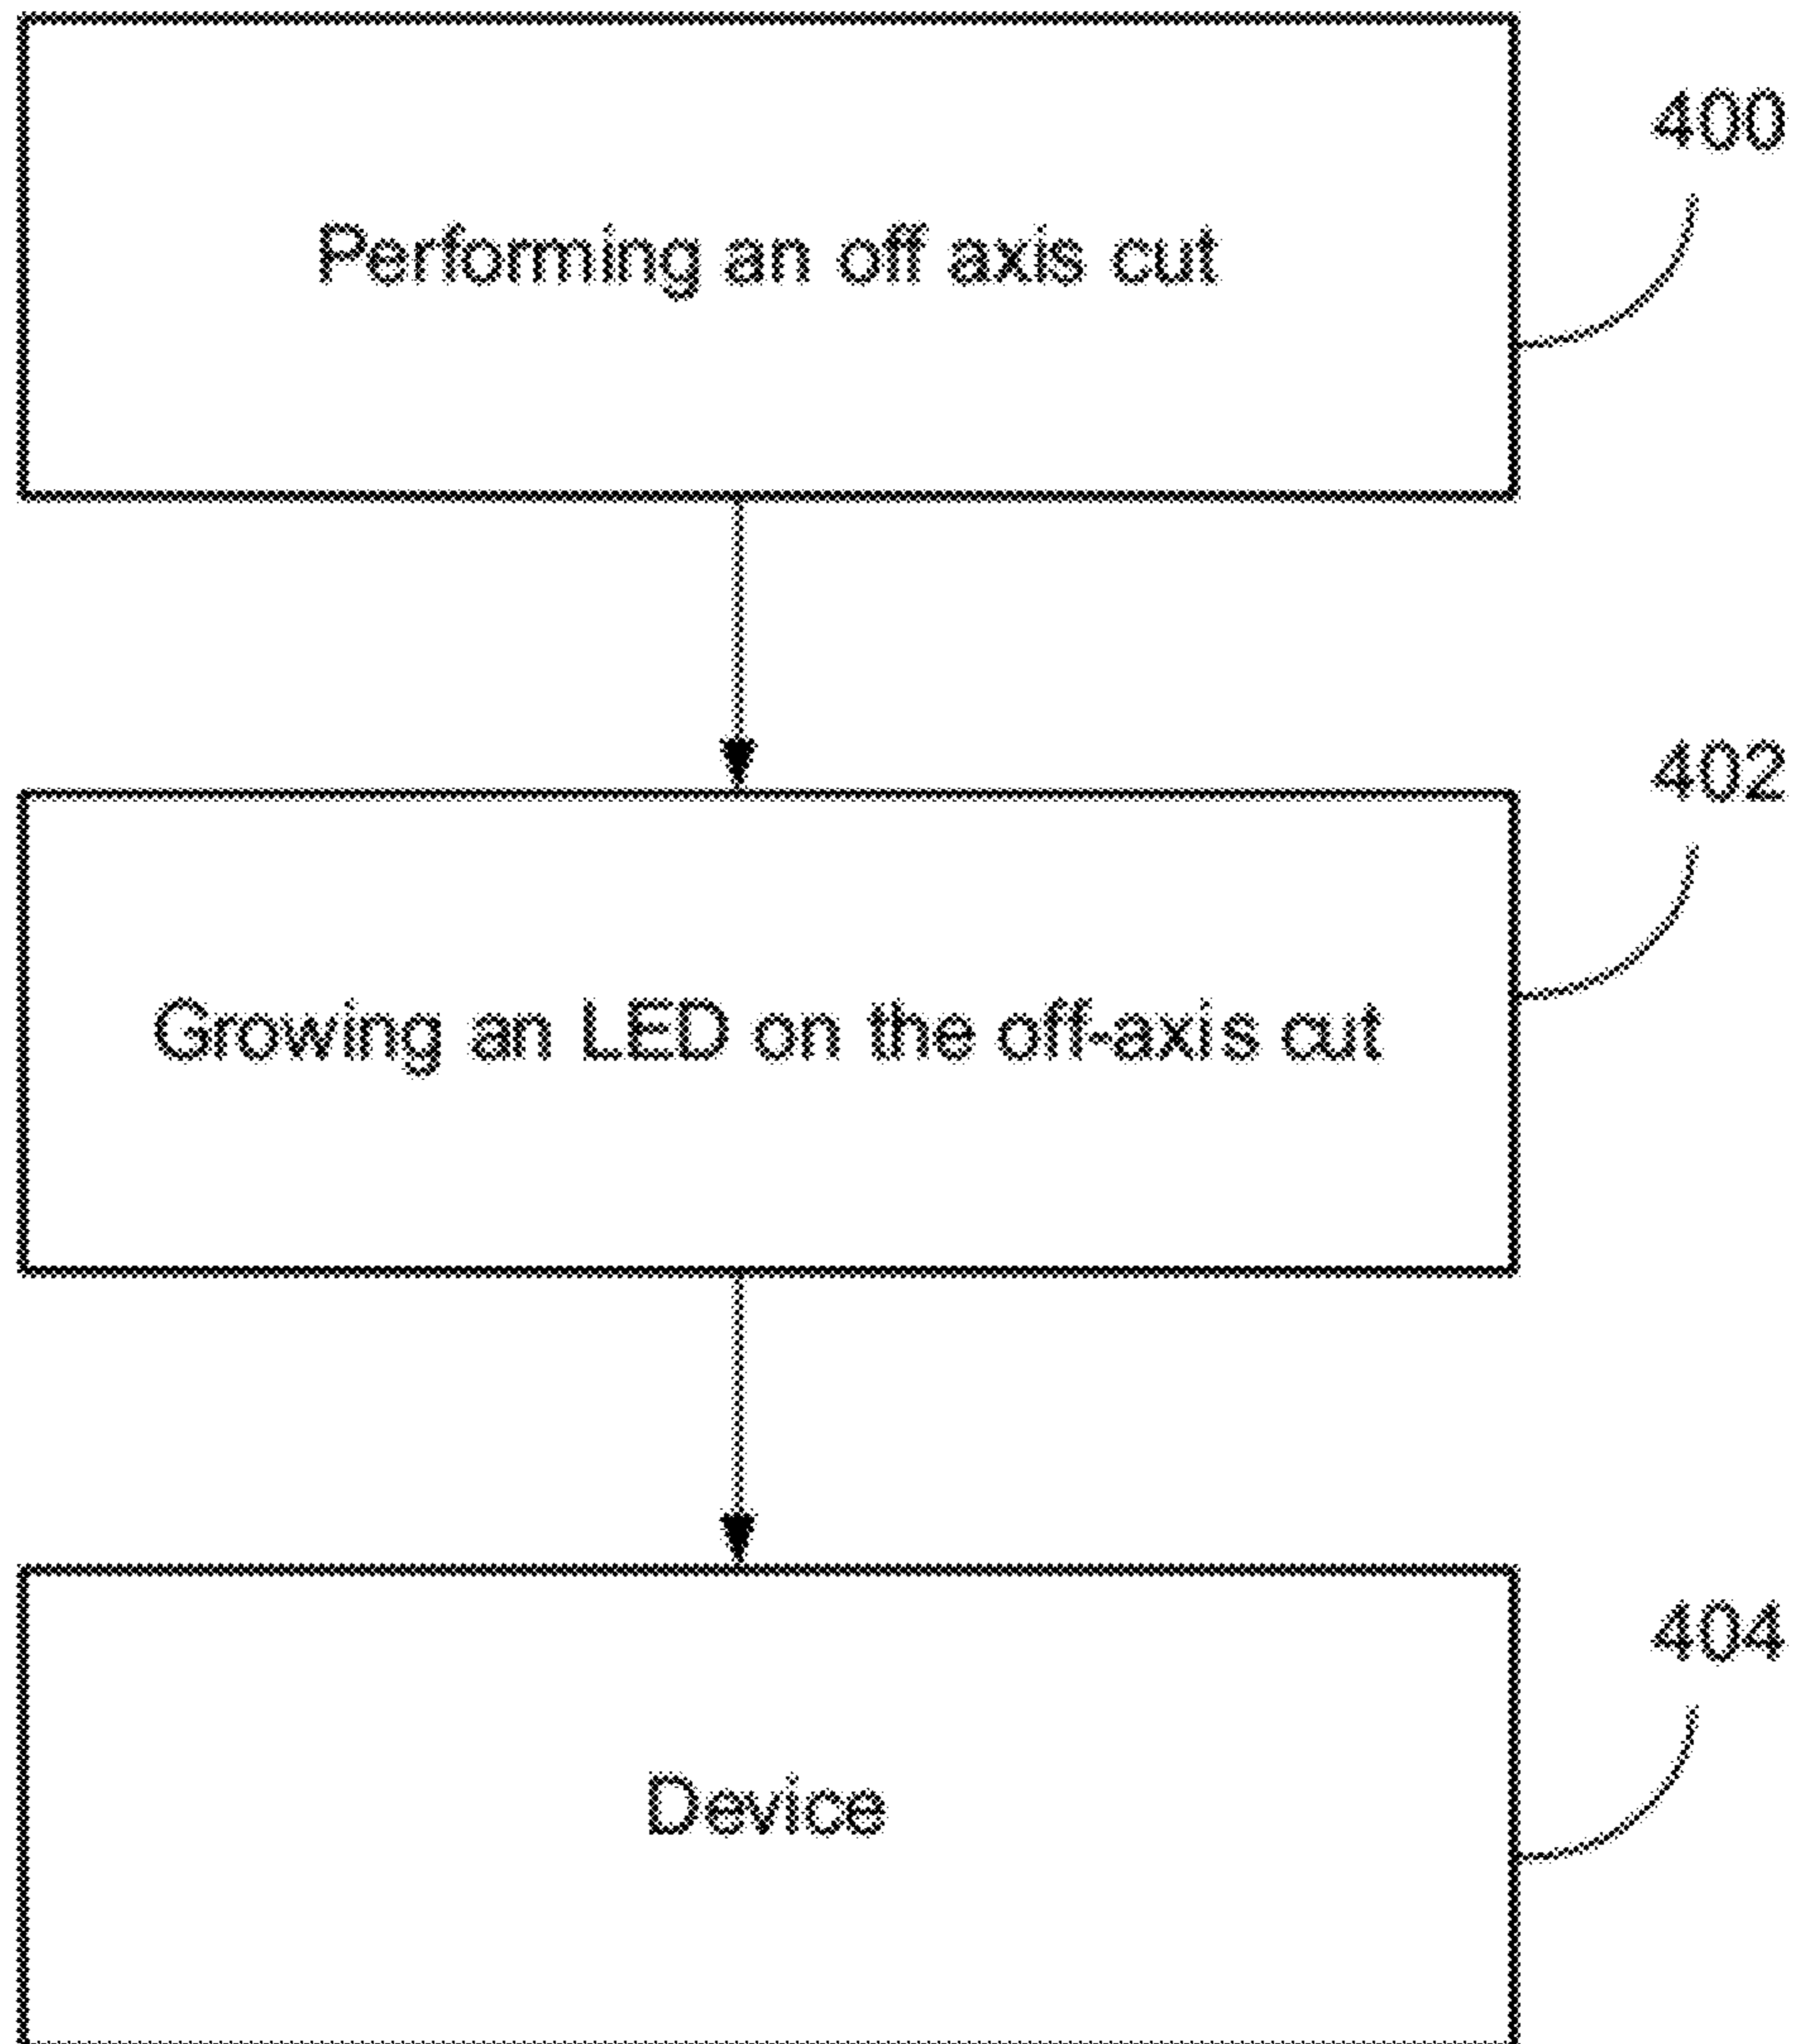 400
Performing an off axis cut
402
Growing an LED on the off-axis cut
404
Device